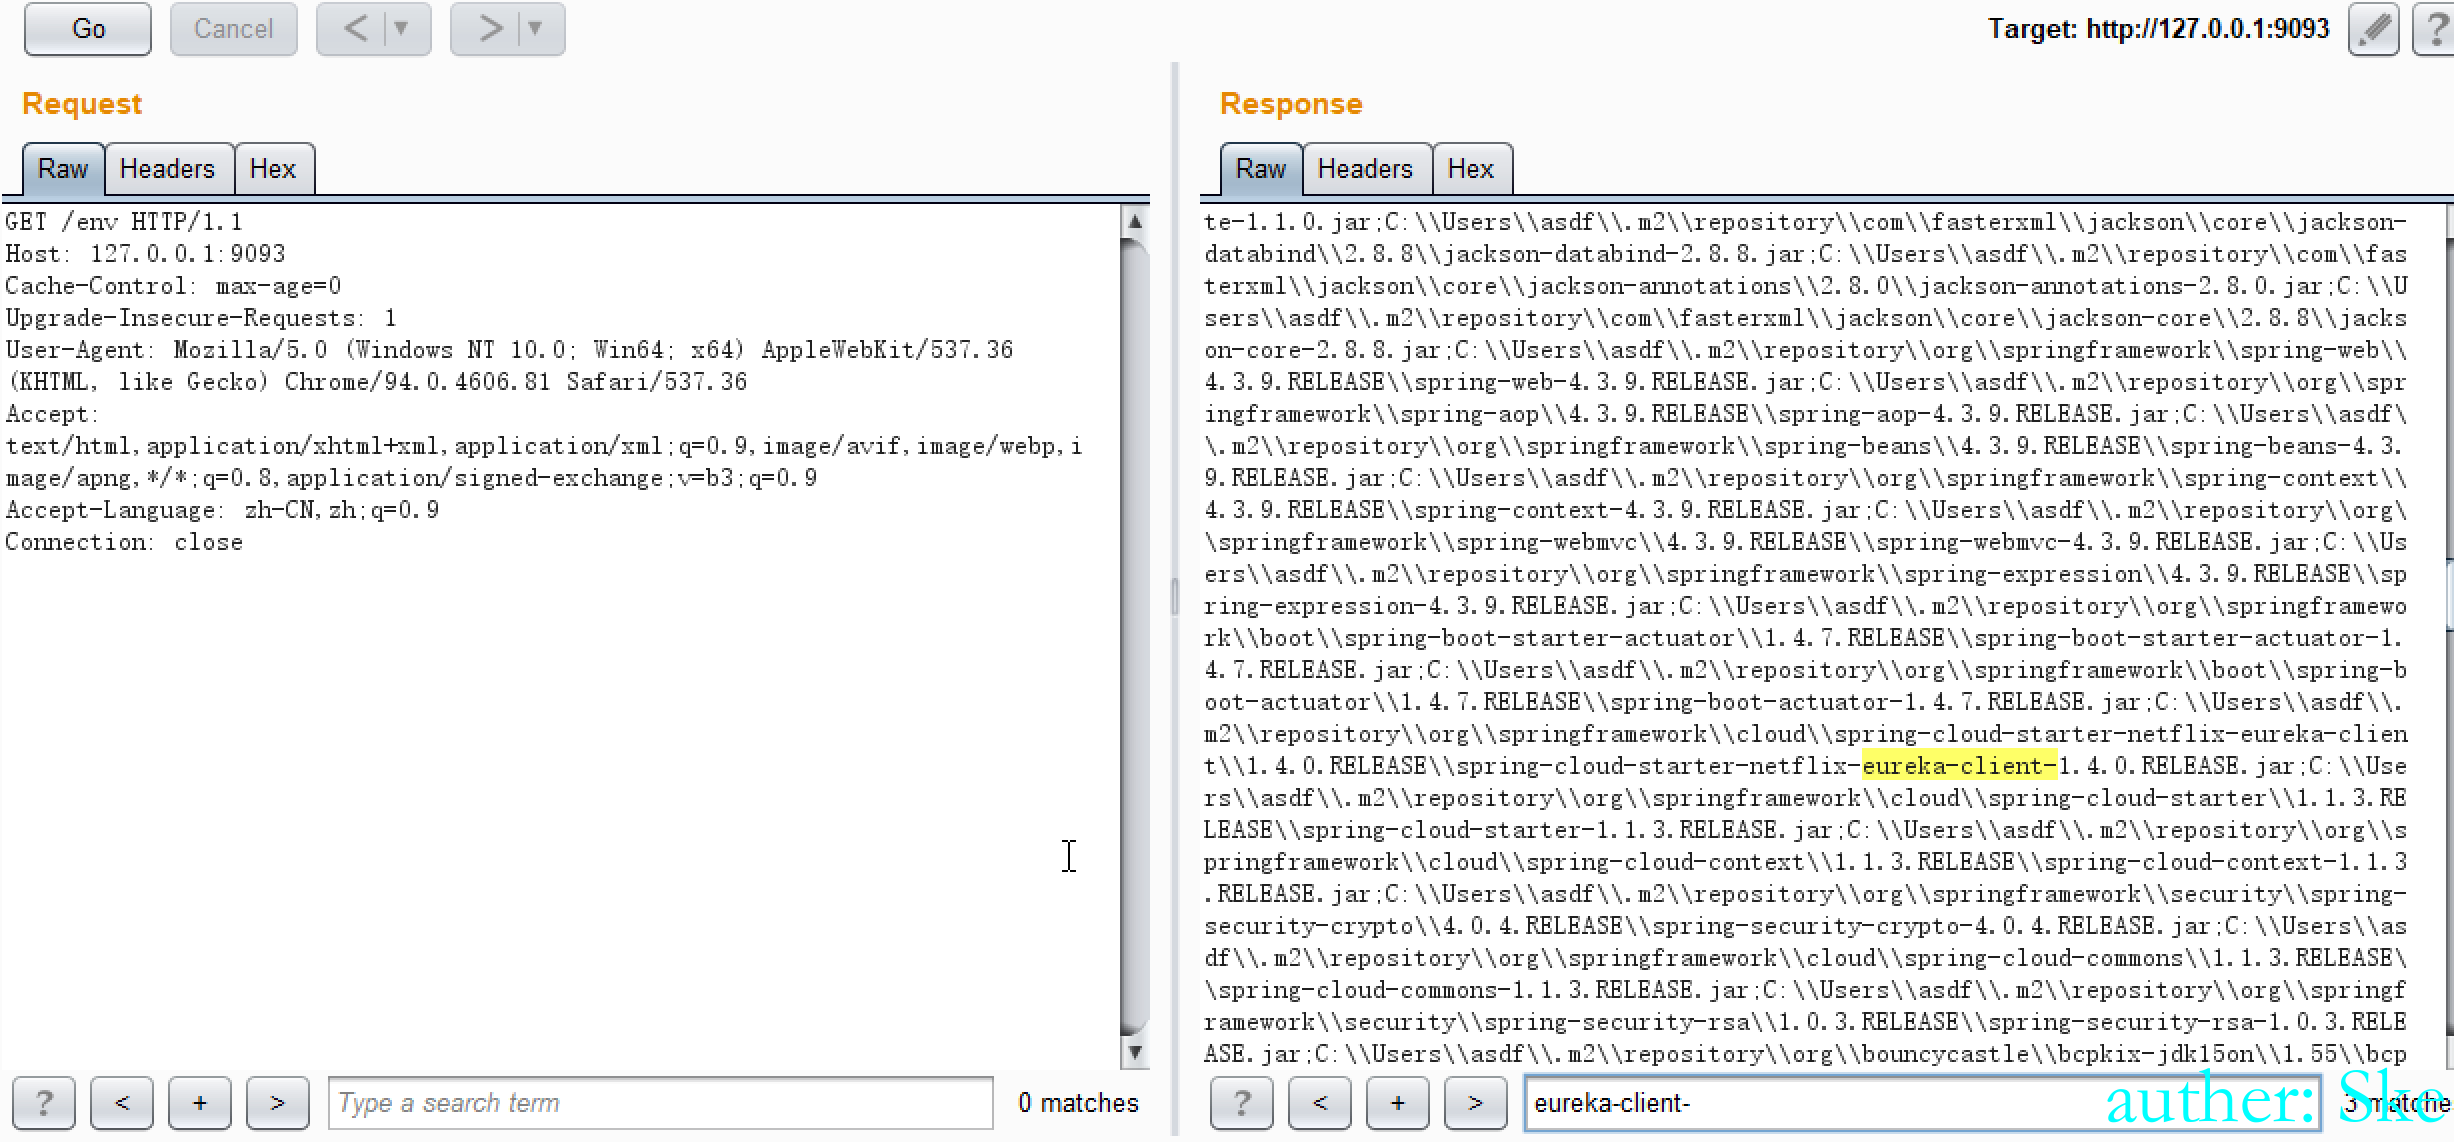 Go
Cancel
<
>
Target: http://127.0.0.1:9093
?
Request
Raw
Headers
Hex
GET /env HTTP/1.1
Host: 127.0.0.1:9093
Cache-Control: max-age=0
Upgrade-Insecure-Requests: 1
User-Agent: Mozilla/5.0 (Windows NT 10.0; Win64; x64) AppleWebKit/537.36
(KHTML, like Gecko) Chrome/94.0.4606.81 Safari/537.36
Accept:
text/html,application/xhtml+xml,application/xml;q=0.9,image/avif,image/webp,i
mage/apng,*/*;q=0.8,application/signed-exchange;v=b3;q=0.9
Accept-Language: zh-CN,zh;q=0.9
Connection: close
?
<
+
>
Type a search term
0 matches
Response
Raw
Headers
Hex
te-1.1.0.jar;C:\\Users\\asdf\\.m2\\repository\\com\\fasterxml\\jackson\\core\\jackson-
databind\\2.8.8\\jackson-databind-2.8.8.jar;C:\\Users\\asdf\\.m2\\repository\\com\\fas
terxml\\jackson\\core\\jackson-annotations\\2.8.0\\jackson-annotations-2.8.0.jar;C:\\U
sers\\asdf\\.m2\\repository\\com\\fasterxml\\jackson\\core\\jackson-core\\2.8.8\\jacks
on-core-2.8.8.jar;C:\\Users\\asdf\\.m2\\repository\\org\\springframework\\spring-web\\
4.3.9.RELEASE\\spring-web-4.3.9.RELEASE.jar;C:\\Users\\asdf\\.m2\\repository\\org\\spr
ingframework\\spring-aop\\4.3.9.RELEASE\\spring-aop-4.3.9.RELEASE.jar;C:\\Users\\asdf\
\.m2\\repository\\org\\springframework\\spring-beans\\4.3.9.RELEASE\\spring-beans-4.3.
9.RELEASE.jar;C:\\Users\\asdf\\.m2\\repository\\org\\springframework\\spring-context\\
4.3.9.RELEASE\\spring-context-4.3.9.RELEASE.jar;C:\\Users\\asdf\\.m2\\repository\\org\
\springframework\\spring-webmvc\\4.3.9.RELEASE\\spring-webmvc-4.3.9.RELEASE.jar;C:\\Us
ers\\asdf\\.m2\\repository\\org\\springframework\\spring-expression\\4.3.9.RELEASE\\sp
ring-expression-4.3.9.RELEASE.jar;C:\\Users\\asdf\\.m2\\repository\\org\\springframewo
rk\\boot\\spring-boot-starter-actuator\\1.4.7.RELEASE\\spring-boot-starter-actuator-1.
4.7.RELEASE.jar;C:\\Users\\asdf\\.m2\\repository\\org\\springframework\\boot\\spring-b
oot-actuator\\1.4.7.RELEASE\\spring-boot-actuator-1.4.7.RELEASE.jar;C:\\Users\\asdf\\.
m2\\repository\\org\\springframework\\cloud\\spring-cloud-starter-netflix-eureka-clien
t\\1.4.0.RELEASE\\spring-cloud-starter-netflix-eureka-client-1.4.0.RELEASE.jar;C:\\Use
rs\\asdf\\.m2\\repository\\org\\springframework\\cloud\\spring-cloud-starter\\1.1.3.RE
LEASE\\spring-cloud-starter-1.1.3.RELEASE.jar;C:\\Users\\asdf\\.m2\\repository\\org\\s
pringframework\\cloud\\spring-cloud-context\\1.1.3.RELEASE\\spring-cloud-context-1.1.3
.RELEASE.jar;C:\\Users\\asdf\\.m2\\repository\\org\\springframework\\security\\spring-
security-crypto\\4.0.4.RELEASE\\spring-security-crypto-4.0.4.RELEASE.jar;C:\\Users\\as
df\\.m2\\repository\\org\\springframework\\cloud\\spring-cloud-commons\\1.1.3.RELEASE\
\spring-cloud-commons-1.1.3.RELEASE.jar;C:\\Users\\asdf\\.m2\\repository\\org\\springf
ramework\\security\\spring-security-rsa\\1.0.3.RELEASE\\spring-security-rsa-1.0.3.RELE
ASE.jar;C:\\Users\\asdf\\.m2\\repository\\org\\bouncycastle\\bcpkix-jdk15on\\1.55\\bcp
?
<
+
>
eureka-client-
3 matche
auther: Ske